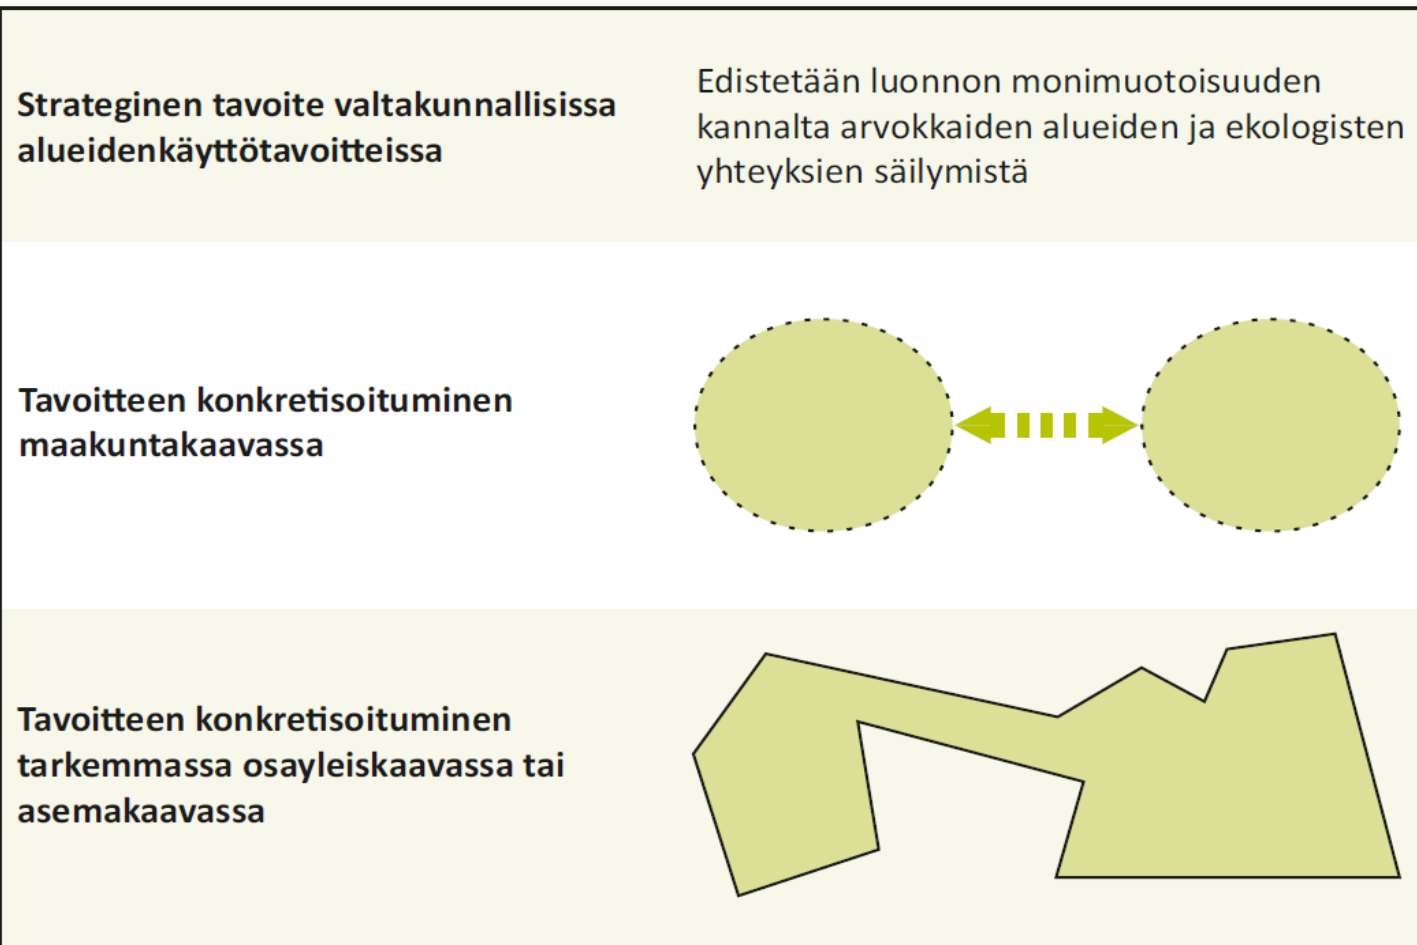 Strateginen tavoite valtakunnallisissa
alueidenkäyttötavoitteissa
Edistetään luonnon monimuotoisuuden
kannalta arvokkaiden alueiden ja ekologisten
yhteyksien säilymistä
Tavoitteen konkretisoituminen
maakuntakaavassa
Tavoitteen konkretisoituminen
tarkemmassa osayleiskaavassa tai
asemakaavassa